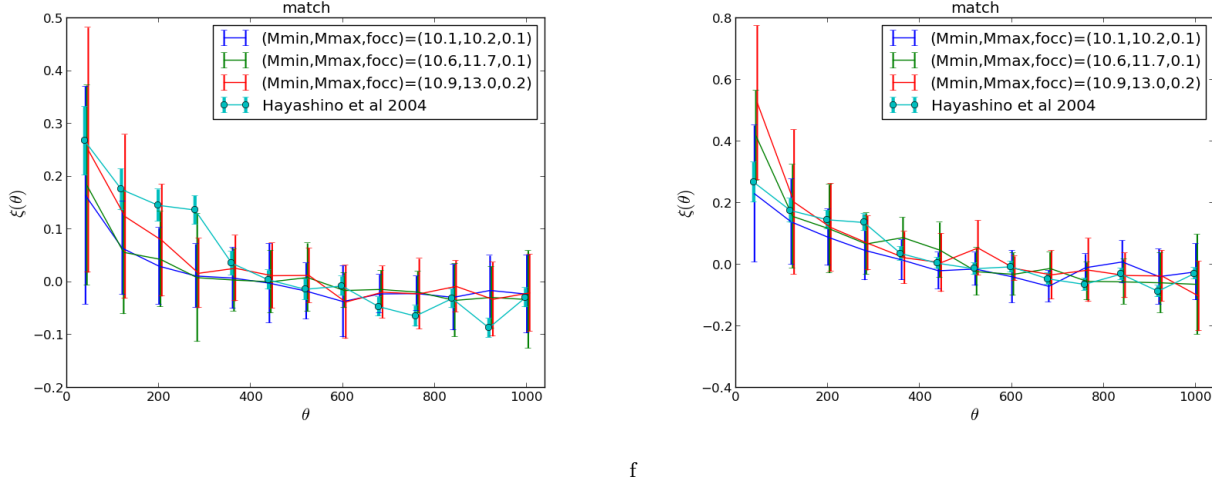 match
0.5
0.4
0.3
0.2
0.1
0.0
−0.1
−0.2
ξ(θ)
(Mmin,Mmax,focc)=(10.1,10.2,0.1)
(Mmin,Mmax,focc)=(10.6,11.7,0.1)
(Mmin,Mmax,focc)=(10.9,13.0,0.2)
Hayashino et al 2004
0 200 400 600 800 1000
θ
match
0.8
0.6
0.4
0.2
0.0
−0.2
−0.4
ξ(θ)
(Mmin,Mmax,focc)=(10.1,10.2,0.1)
(Mmin,Mmax,focc)=(10.6,11.7,0.1)
(Mmin,Mmax,focc)=(10.9,13.0,0.2)
Hayashino et al 2004
0 200 400 600 800 1000
θ
f